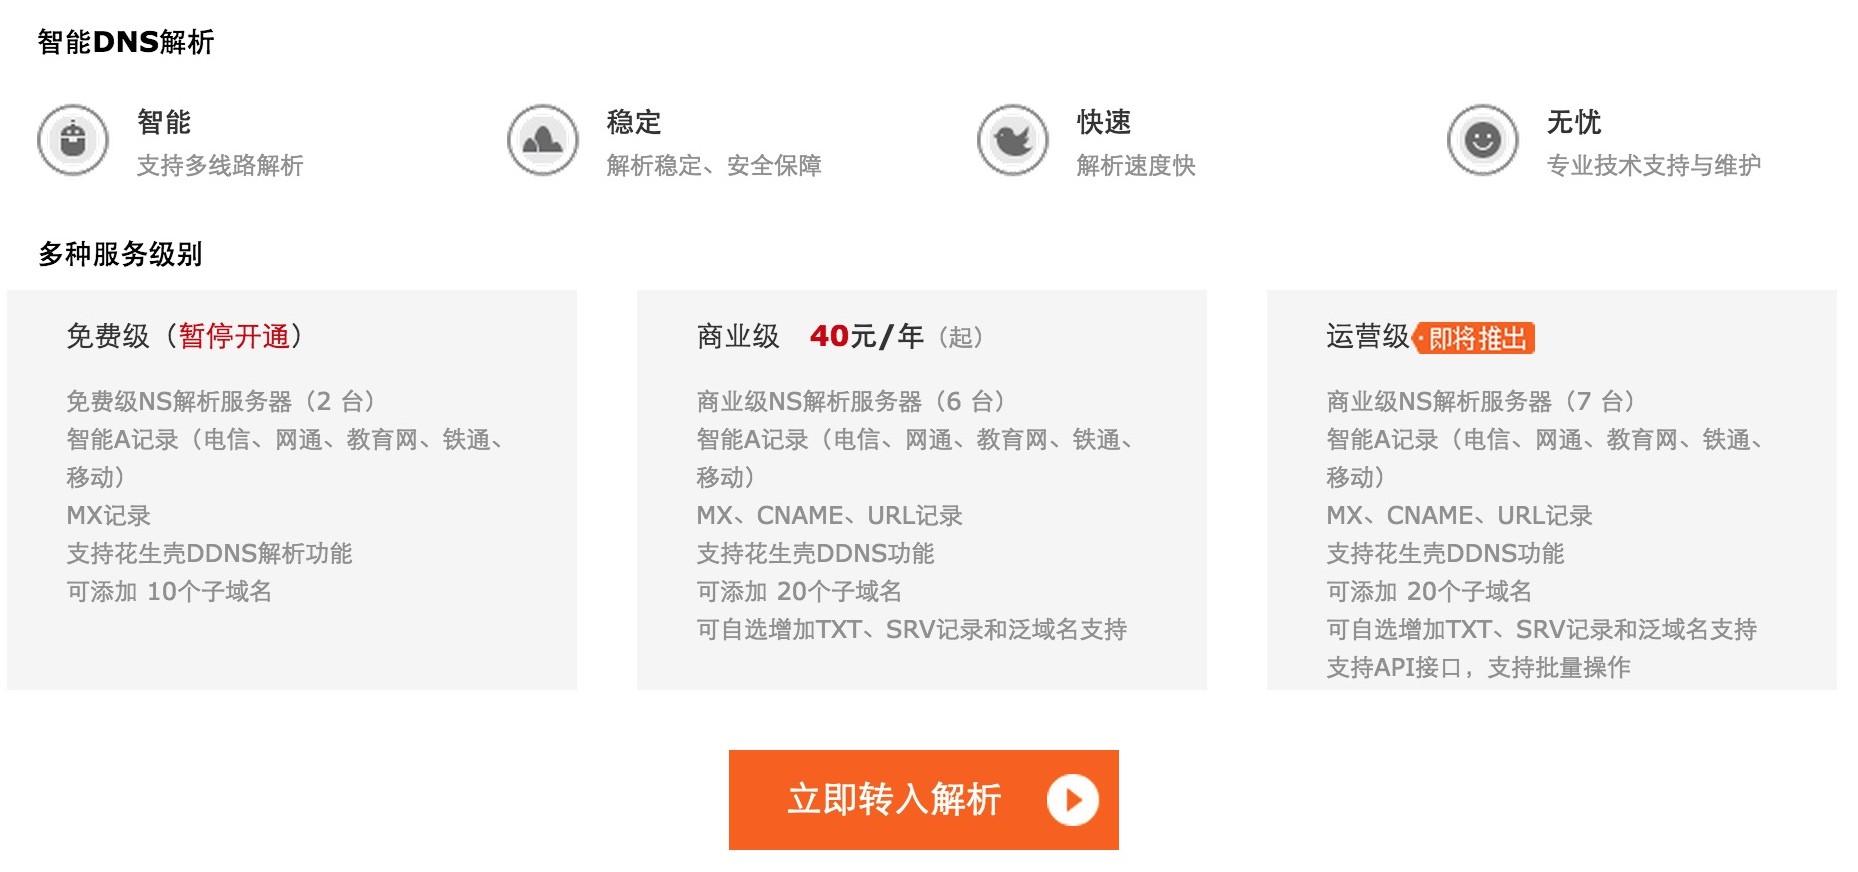 智能DNS解析
智能
支持多线路解析
稳定
解析稳定、安全保障
快速
解析速度快
无忧
专业技术支持与维护
多种服务级别
免费级（暂停开通）
免费级NS解析服务器（2 台）
智能A记录（电信、网通、教育网、铁通、
移动）
MX记录
支持花生壳DDNS解析功能
可添加 10个子域名
商业级 40元/年（起）
商业级NS解析服务器（6 台）
智能A记录（电信、网通、教育网、铁通、
移动）
MX、CNAME、URL记录
支持花生壳DDNS功能
可添加 20个子域名
可自选增加TXT、SRV记录和泛域名支持
运营级 即将推出
商业级NS解析服务器（7 台）
智能A记录（电信、网通、教育网、铁通、
移动）
MX、CNAME、URL记录
支持花生壳DDNS功能
可添加 20个子域名
可自选增加TXT、SRV记录和泛域名支持
支持API接口，支持批量操作
立即转入解析